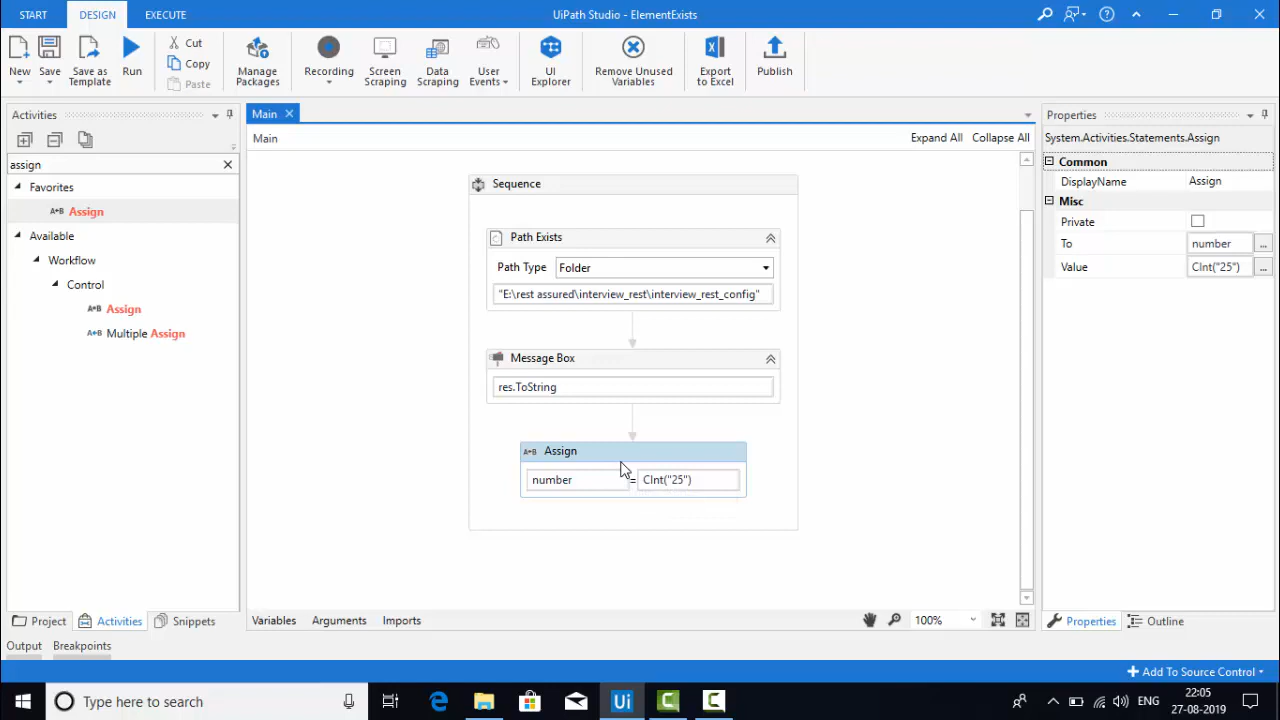 START DESIGN EXECUTE UiPath Studio - ElementExists
New Save Save as Template Run Cut Copy Paste Manage Packages Recording Screen Scraping Data Scraping User Events UI Explorer Remove Unused Variables Export to Excel Publish
Activities
assign
Favorites
A+B Assign
Available
Workflow
Control
A+B Assign
A+B Multiple Assign
Project Activities Snippets
Main
Main Expand All Collapse All
Sequence
Path Exists
Path Type Folder
"E:\rest assured\interview_rest\interview_rest_config"
Message Box
res.ToString
A+B Assign
number = CInt("25")
Variables Arguments Imports 100%
Properties
System.Activities.Statements.Assign
Common
DisplayName Assign
Misc
Private
To number ...
Value CInt("25") ...
Properties Outline
Output Breakpoints
Add To Source Control
Type here to search
Ui
ENG
22:05
27-08-2019